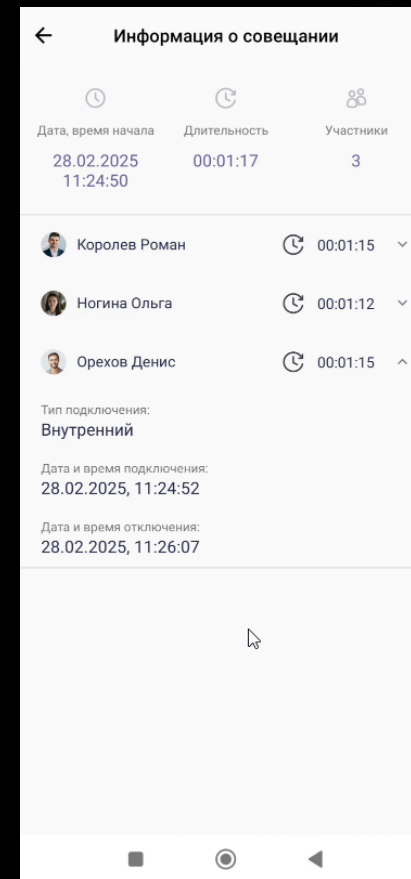 Информация о совещании
Дата, время начала
Длительность
Участники
28.02.2025
11:24:50
00:01:17
3
Королев Роман 00:01:15
Ногина Ольга 00:01:12
Орехов Денис 00:01:15
Тип подключения:
Внутренний
Дата и время подключения:
28.02.2025, 11:24:52
Дата и время отключения:
28.02.2025, 11:26:07